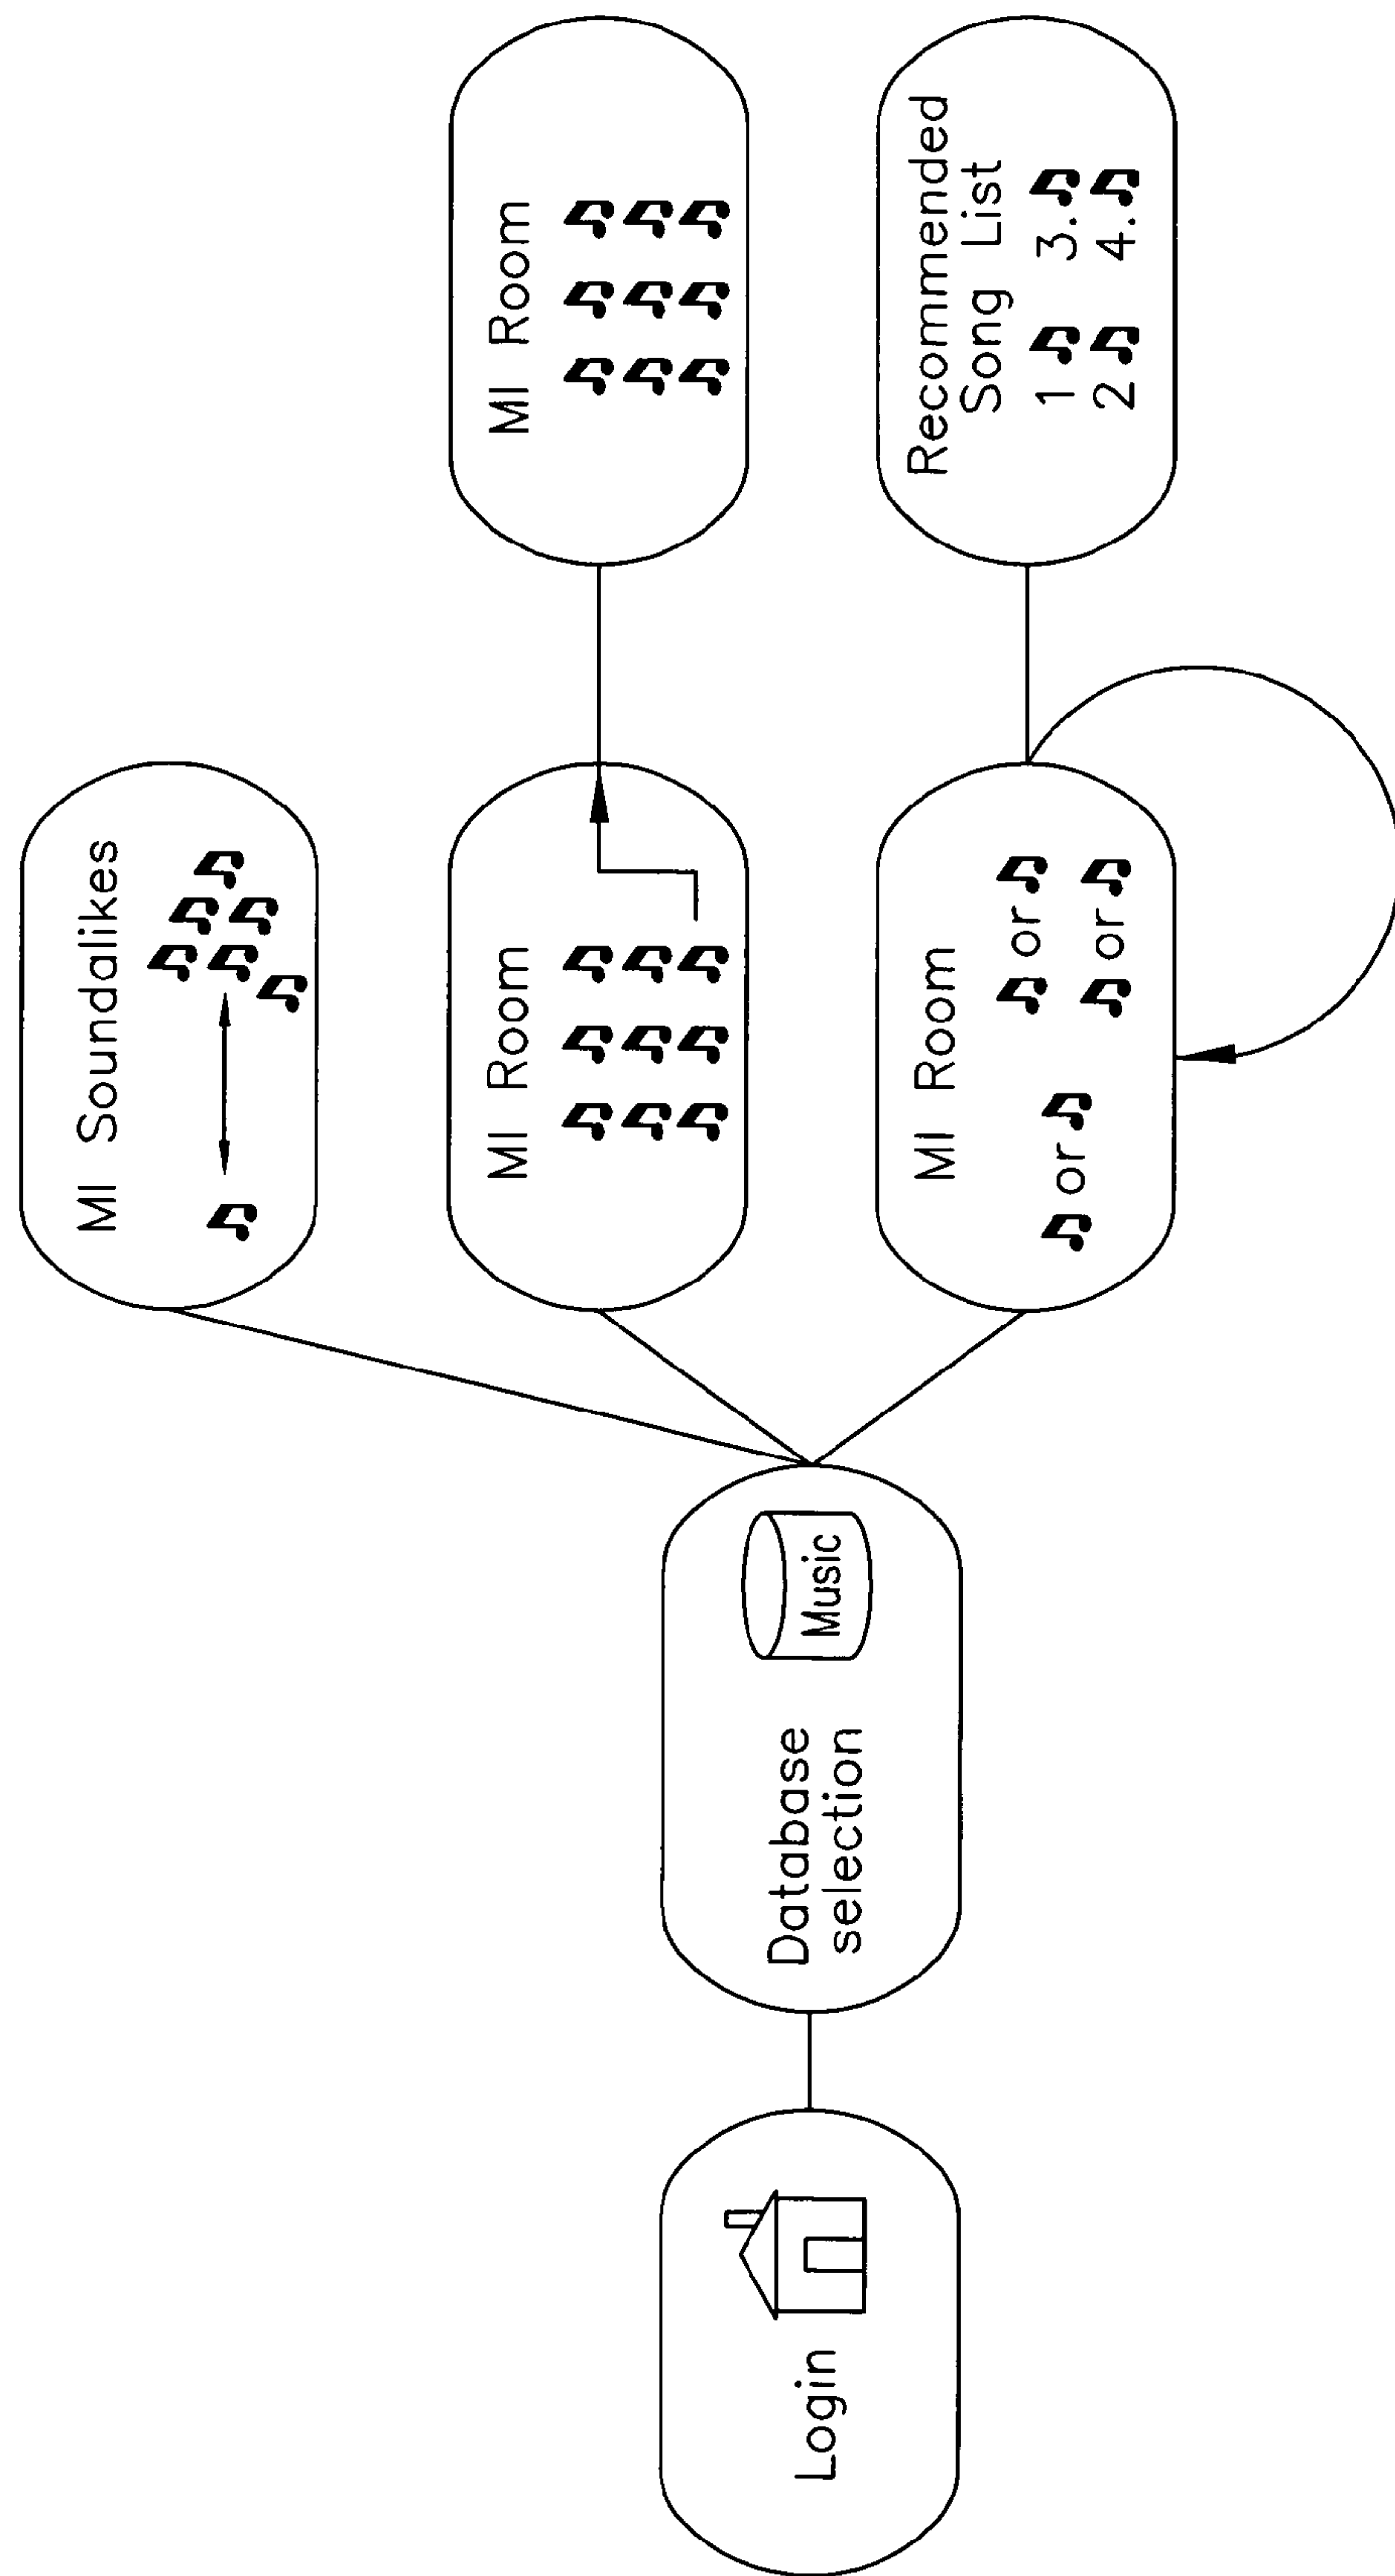 Login
Database
selection
Music
MI Soundalikes
MI Room
MI Room
MI Room
or
or
or
Recommended
Song List
1 3.
2 4.